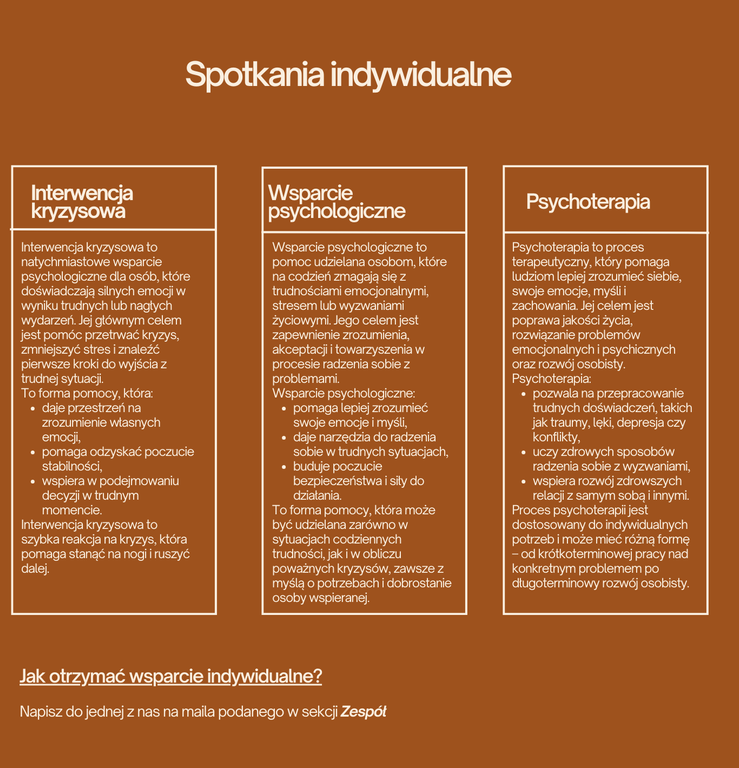 Spotkania indywidualne
Interwencja
kryzysowa
Interwencja kryzysowa to
natychmiastowe wsparcie
psychologiczne dla osób, które
doświadczają silnych emocji w
wyniku trudnych lub nagłych
wydarzeń. Jej głównym celem
jest pomóc przetrwać kryzys,
zmniejszyć stres i znaleźć
pierwsze kroki do wyjścia z
trudnej sytuacji.
To forma pomocy, która:
• daje przestrzeń na
zrozumienie własnych
emocji,
• pomaga odzyskać poczucie
stabilności,
• wspiera w podejmowaniu
decyzji w trudnym
momencie.
Interwencja kryzysowa to
szybka reakcja na kryzys, która
pomaga stanąć na nogi i ruszyć
dalej.
Wsparcie
psychologiczne
Wsparcie psychologiczne to
pomoc udzielana osobom, które
na codzień zmagają się z
trudnościami emocjonalnymi,
stresem lub wyzwaniami
życiowymi. Jego celem jest
zapewnienie zrozumienia,
akceptacji i towarzyszenia w
procesie radzenia sobie z
problemami.
Wsparcie psychologiczne:
• pomaga lepiej zrozumieć
swoje emocje i myśli,
• daje narzędzia do radzenia
sobie w trudnych sytuacjach,
• buduje poczucie
bezpieczeństwa i siły do
działania.
To forma pomocy, która może
być udzielana zarówno w
sytuacjach codziennych
trudności, jak i w obliczu
poważnych kryzysów, zawsze z
myślą o potrzebach i dobrostanie
osoby wspieranej.
Psychoterapia
Psychoterapia to proces
terapeutyczny, który pomaga
ludziom lepiej zrozumieć siebie,
swoje emocje, myśli i
zachowania. Jej celem jest
poprawa jakości życia,
rozwiązanie problemów
emocjonalnych i psychicznych
oraz rozwój osobisty.
Psychoterapia:
• pozwala na przepracowanie
trudnych doświadczeń, takich
jak traumy, lęki, depresja czy
konflikty,
• uczy zdrowych sposobów
radzenia sobie z wyzwaniami,
• wspiera rozwój zdrowszych
relacji z samym sobą i innymi.
Proces psychoterapii jest
dostosowany do indywidualnych
potrzeb i może mieć różną formę
– od krótkoterminowej pracy nad
konkretnym problemem po
długoterminowy rozwój osobisty.
Jak otrzymać wsparcie indywidualne?
Napisz do jednej z nas na maila podanego w sekcji Zespół